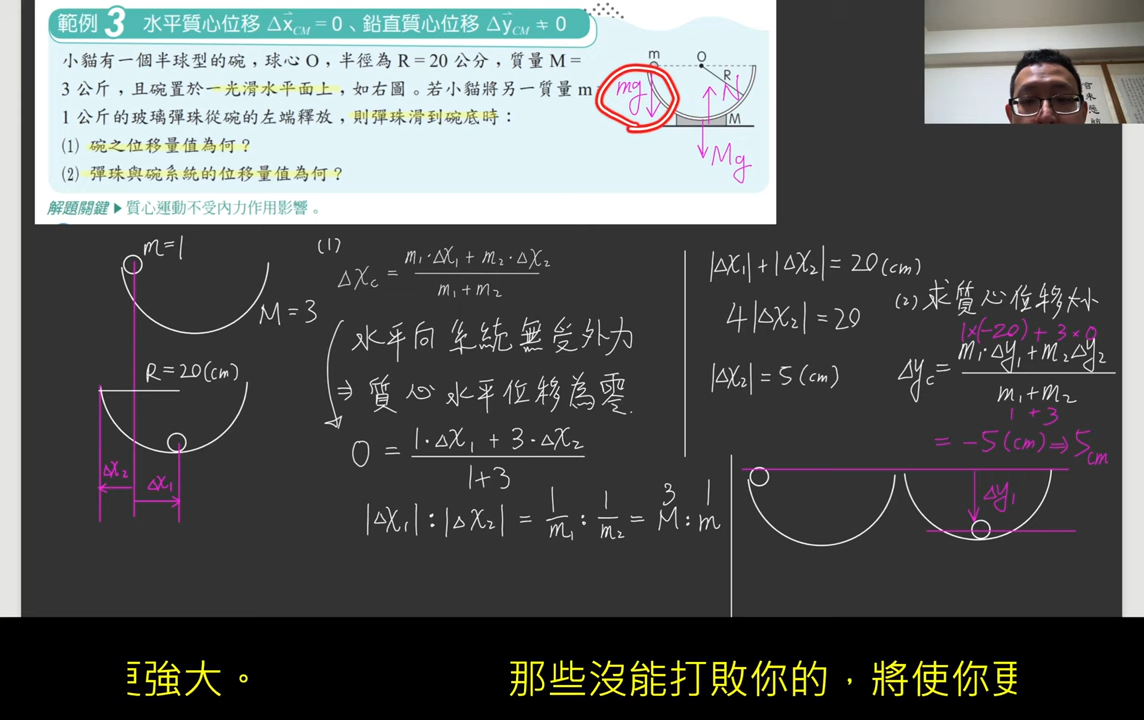 範例 3 水平質心位移 Δx⃗CM = 0、鉛直質心位移 Δy⃗CM ≠ 0
小貓有一個半球型的碗，球心 O，半徑為 R = 20 公分，質量 M =
3 公斤，且碗置於一光滑水平面上，如右圖。若小貓將另一質量 m =
1 公斤的玻璃彈珠從碗的左端釋放，則彈珠滑到碗底時：
(1) 碗之位移量值為何？
(2) 彈珠與碗系統的位移量值為何？
解題關鍵▶質心運動不受內力作用影響。
m
O
R
M
mg
N
Mg
m=1
M=3
R=20(cm)
Δx₂
Δx₁
(1)
Δxc = (m₁·Δx₁ + m₂·Δx₂) / (m₁+m₂)
水平向系統無受外力
⇒ 質心水平位移為零.
0 = (1·Δx₁ + 3·Δx₂) / (1+3)
|Δx₁| : |Δx₂| = 1/m₁ : 1/m₂ = M : m
3 1
|Δx₁| + |Δx₂| = 20 (cm)
4|Δx₂| = 20
|Δx₂| = 5 (cm)
(2) 求質心位移大小
1×(-20) + 3×0
Δyc = (m₁·Δy₁ + m₂Δy₂) / (m₁+m₂)
1 + 3
= -5(cm) ⇒ 5cm
Δy₁
更強大。 那些沒能打敗你的，將使你更